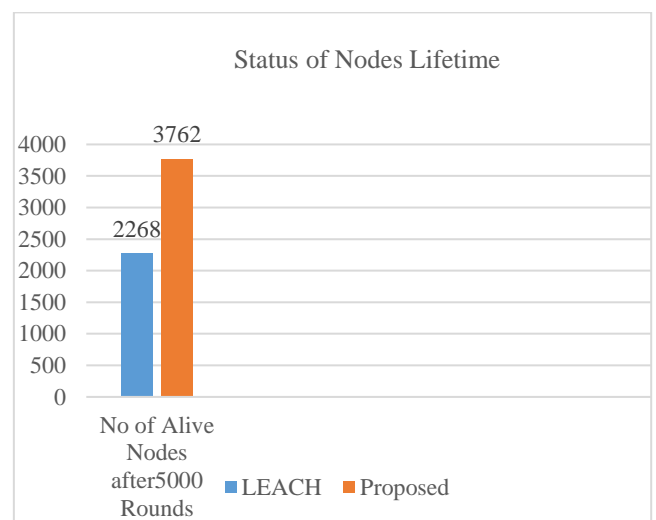 Status of Nodes Lifetime
4000
3500
3000
2500
2000
1500
1000
500
0
2268
3762
No of Alive
Nodes
after5000
Rounds
LEACH
Proposed